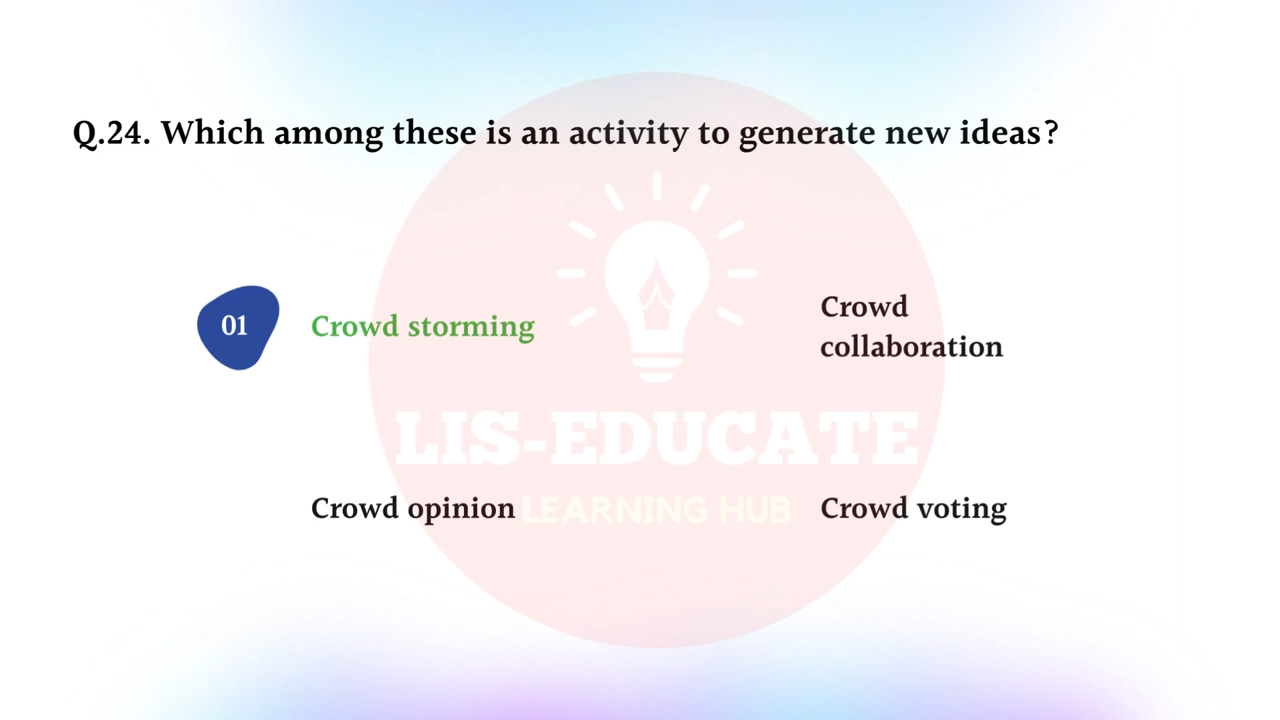 Q.24. Which among these is an activity to generate new ideas?
01
Crowd storming
Crowd
collaboration
LIS-EDUCATE
LEARNING HUB
Crowd opinion
Crowd voting